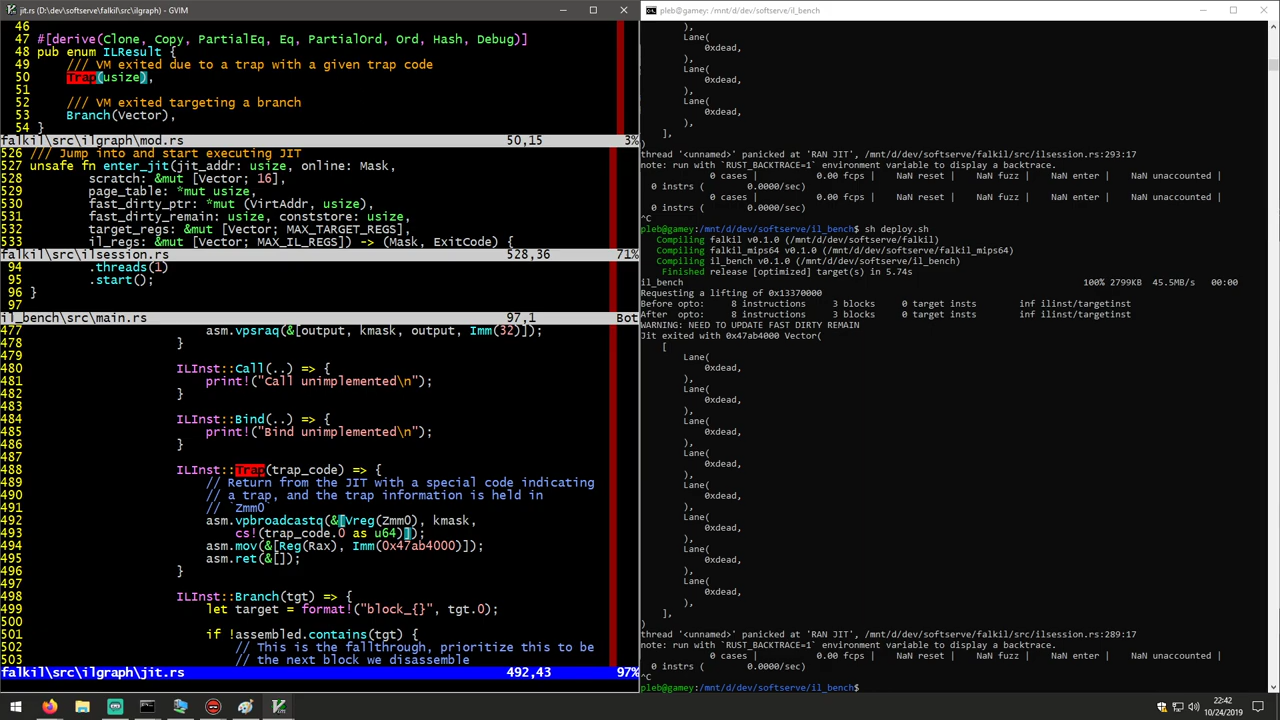 jit.rs (D:\dev\softserve\falkil\src\ilgraph) - GVIM
46
47 #[derive(Clone, Copy, PartialEq, Eq, PartialOrd, Ord, Hash, Debug)]
48 pub enum ILResult {
49     /// VM exited due to a trap with a given trap code
50     Trap(usize),
51
52     /// VM exited targeting a branch
53     Branch(Vector),
54 }
falkil\src\ilgraph\mod.rs 50,15 3%
526 /// Jump into and start executing JIT
527 unsafe fn enter_jit(jit_addr: usize, online: Mask,
528         scratch: &mut [Vector; 16],
529         page_table: *mut usize,
530         fast_dirty_ptr: *mut (VirtAddr, usize),
531         fast_dirty_remain: usize, conststore: usize,
532         target_regs: &mut [Vector; MAX_TARGET_REGS],
533         il_regs: &mut [Vector; MAX_IL_REGS]) -> (Mask, ExitCode) {
falkil\src\ilsession.rs 528,36 71%
94         .threads(1)
95         .start();
96 }
97
il_bench\src\main.rs 97,1 Bot
477                         asm.vpsraq(&[output, kmask, output, Imm(32)]);
478                     }
479
480                     ILInst::Call(..) => {
481                         print!("Call unimplemented\n");
482                     }
483
484                     ILInst::Bind(..) => {
485                         print!("Bind unimplemented\n");
486                     }
487
488                     ILInst::Trap(trap_code) => {
489                         // Return from the JIT with a special code indicating
490                         // a trap, and the trap information is held in
491                         // `Zmm0`
492                         asm.vpbroadcastq(&[Vreg(Zmm0), kmask,
493                             cs!(trap_code.0 as u64)]);
494                         asm.mov(&[Reg(Rax), Imm(0x47ab4000)]);
495                         asm.ret(&[]);
496                     }
497
498                     ILInst::Branch(tgt) => {
499                         let target = format!("block_{}", tgt.0);
500
501                         if !assembled.contains(tgt) {
502                             // This is the fallthrough, prioritize this to be
503                             // the next block we disassemble
falkil\src\ilgraph\jit.rs 492,43 97%
pleb@gamey: /mnt/d/dev/softserve/il_bench
),
Lane(
0xdead,
),
Lane(
0xdead,
),
Lane(
0xdead,
),
],
)
thread '<unnamed>' panicked at 'RAN JIT', /mnt/d/dev/softserve/falkil/src/ilsession.rs:293:17
note: run with `RUST_BACKTRACE=1` environment variable to display a backtrace.
0 cases | 0.00 fcps | NaN reset | NaN fuzz | NaN enter | NaN unaccounted |
0 instrs ( 0.0000/sec)
0 cases | 0.00 fcps | NaN reset | NaN fuzz | NaN enter | NaN unaccounted |
0 instrs ( 0.0000/sec)
^C
pleb@gamey:/mnt/d/dev/softserve/il_bench$ sh deploy.sh
Compiling falkil v0.1.0 (/mnt/d/dev/softserve/falkil)
Compiling falkil_mips64 v0.1.0 (/mnt/d/dev/softserve/falkil_mips64)
Compiling il_bench v0.1.0 (/mnt/d/dev/softserve/il_bench)
Finished release [optimized] target(s) in 5.74s
il_bench 100% 2799KB 45.5MB/s 00:00
Requesting a lifting of 0x13370000
Before opto: 8 instructions 3 blocks 0 target insts inf ilinst/targetinst
After opto: 8 instructions 3 blocks 0 target insts inf ilinst/targetinst
WARNING: NEED TO UPDATE FAST DIRTY REMAIN
Jit exited with 0x47ab4000 Vector(
[
Lane(
0xdead,
),
Lane(
0xdead,
),
Lane(
0xdead,
),
Lane(
0xdead,
),
Lane(
0xdead,
),
Lane(
0xdead,
),
Lane(
0xdead,
),
Lane(
0xdead,
),
],
)
thread '<unnamed>' panicked at 'RAN JIT', /mnt/d/dev/softserve/falkil/src/ilsession.rs:289:17
note: run with `RUST_BACKTRACE=1` environment variable to display a backtrace.
0 cases | 0.00 fcps | NaN reset | NaN fuzz | NaN enter | NaN unaccounted |
0 instrs ( 0.0000/sec)
^C
pleb@gamey:/mnt/d/dev/softserve/il_bench$
22:42
10/24/2019